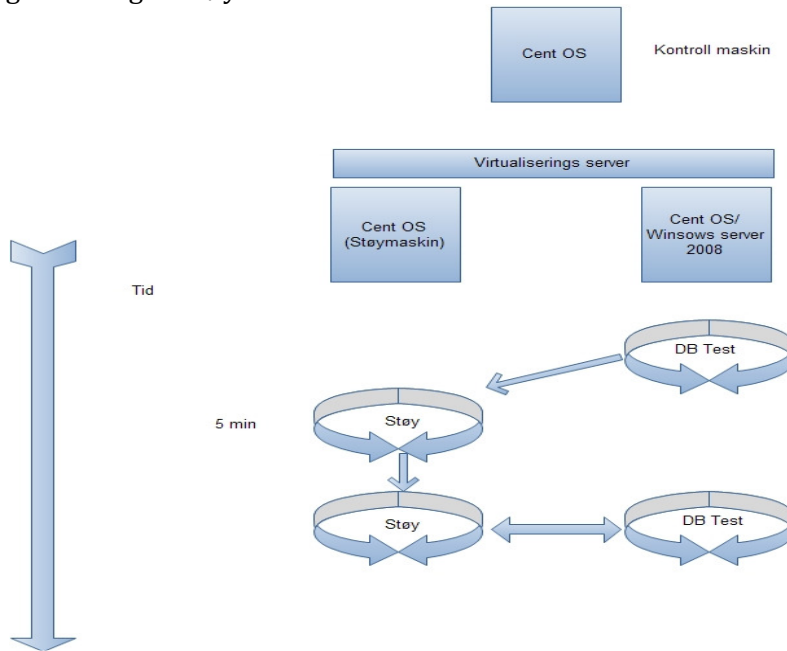 Cent OS
Kontroll maskin
Virtualiserings server
Cent OS
(Støymaskin)
Cent OS/
Winsows server
2008
Tid
DB Test
5 min
Støy
Støy
DB Test